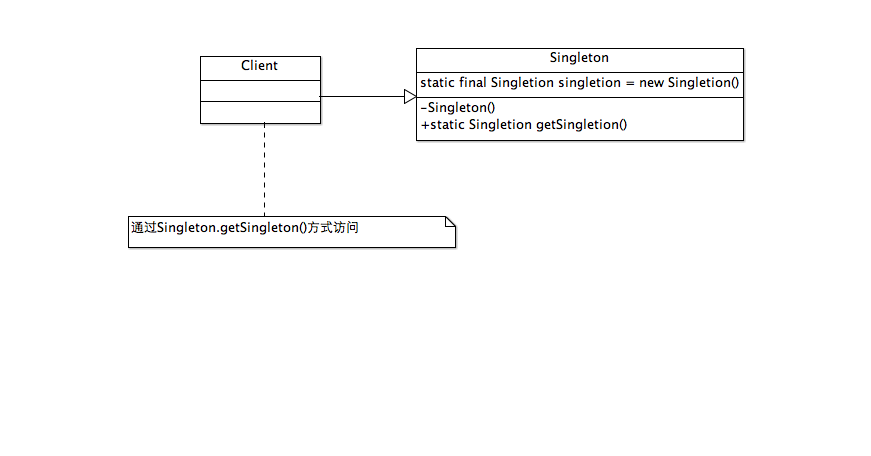 Client
Singleton
static final Singletion singletion = new Singletion()
-Singleton()
+static Singletion getSingletion()
通过Singleton.getSingleton()方式访问